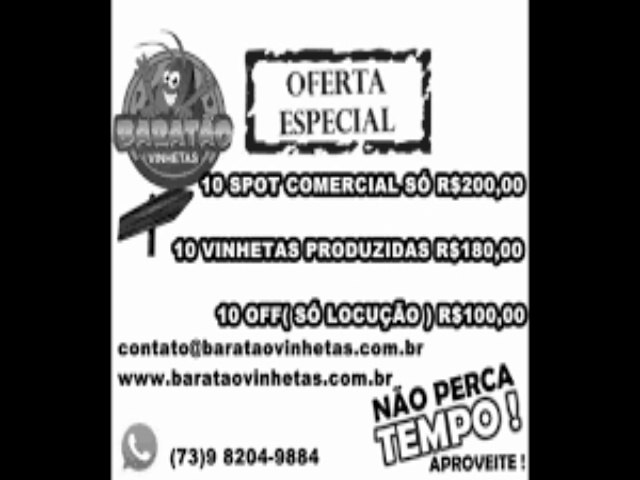 OFERTA
ESPECIAL
BARATÃO
VINHETAS
10 SPOT COMERCIAL SÓ R$200,00
10 VINHETAS PRODUZIDAS R$180,00
10 OFF( SÓ LOCUÇÃO ) R$100,00
contato@barataovinhetas.com.br
www.barataovinhetas.com.br
NÃO PERCA
TEMPO !
APROVEITE !
(73)9 8204-9884